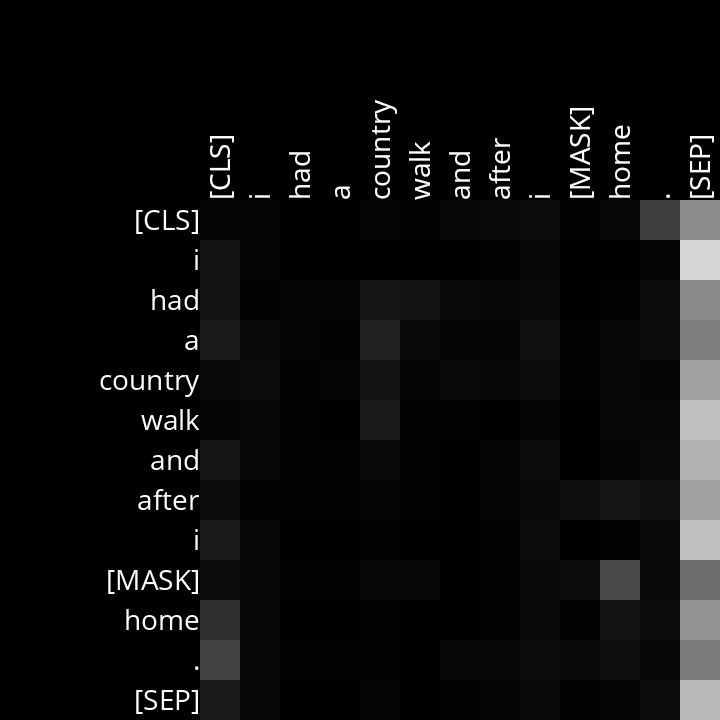 [CLS] i had a country walk and after i [MASK] home . [SEP]
[CLS]
i
had
a
country
walk
and
after
i
[MASK]
home
.
[SEP]